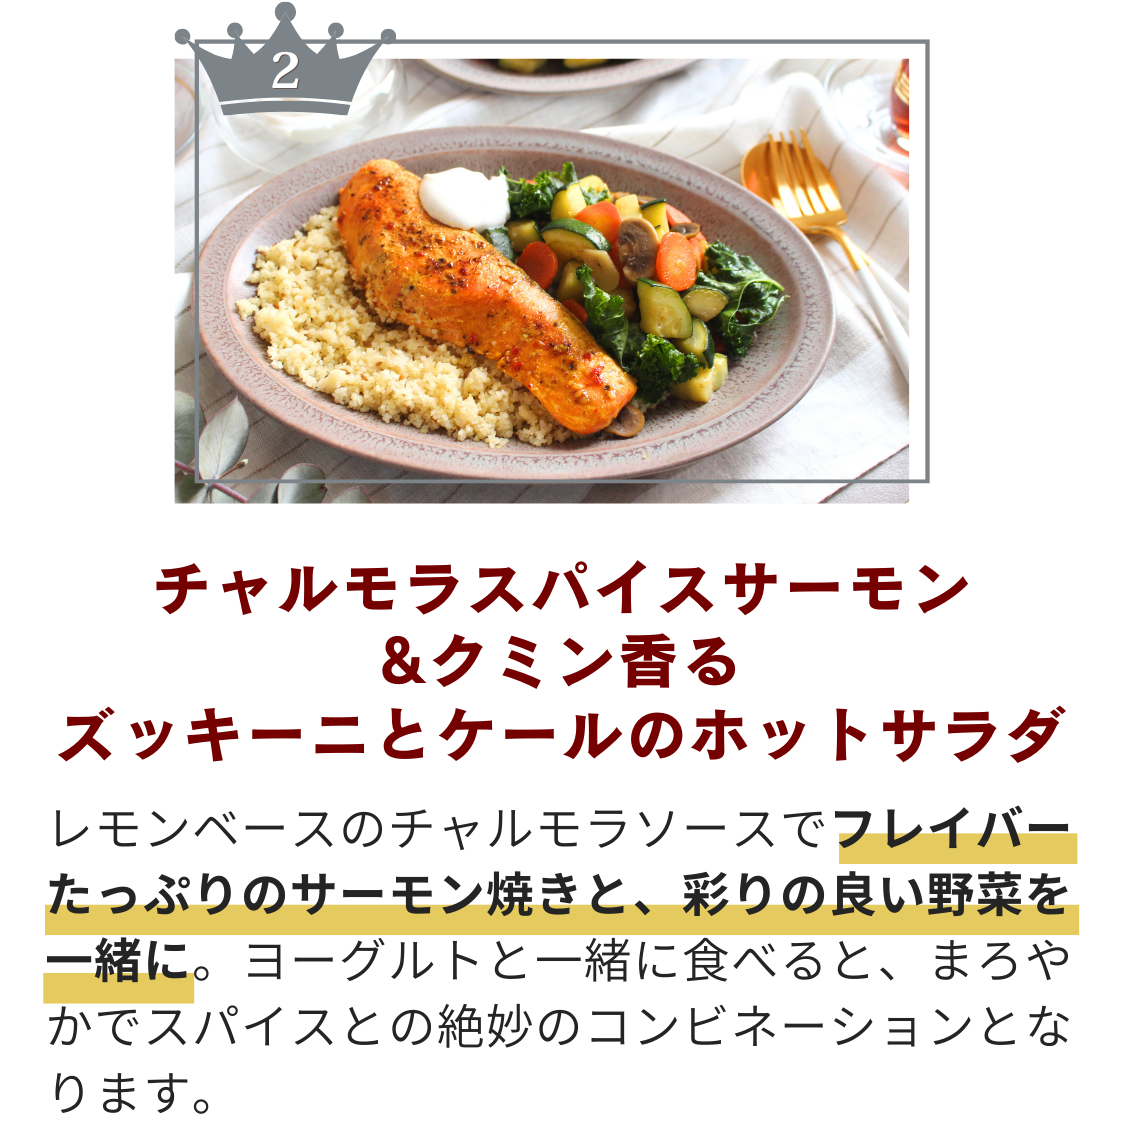 2
チャルモラスパイスサーモン
&クミン香る
ズッキーニとケールのホットサラダ
レモンベースのチャルモラソースでフレイバー
たっぷりのサーモン焼きと、彩りの良い野菜を
一緒に。ヨーグルトと一緒に食べると、まろや
かでスパイスとの絶妙のコンビネーションとな
ります。